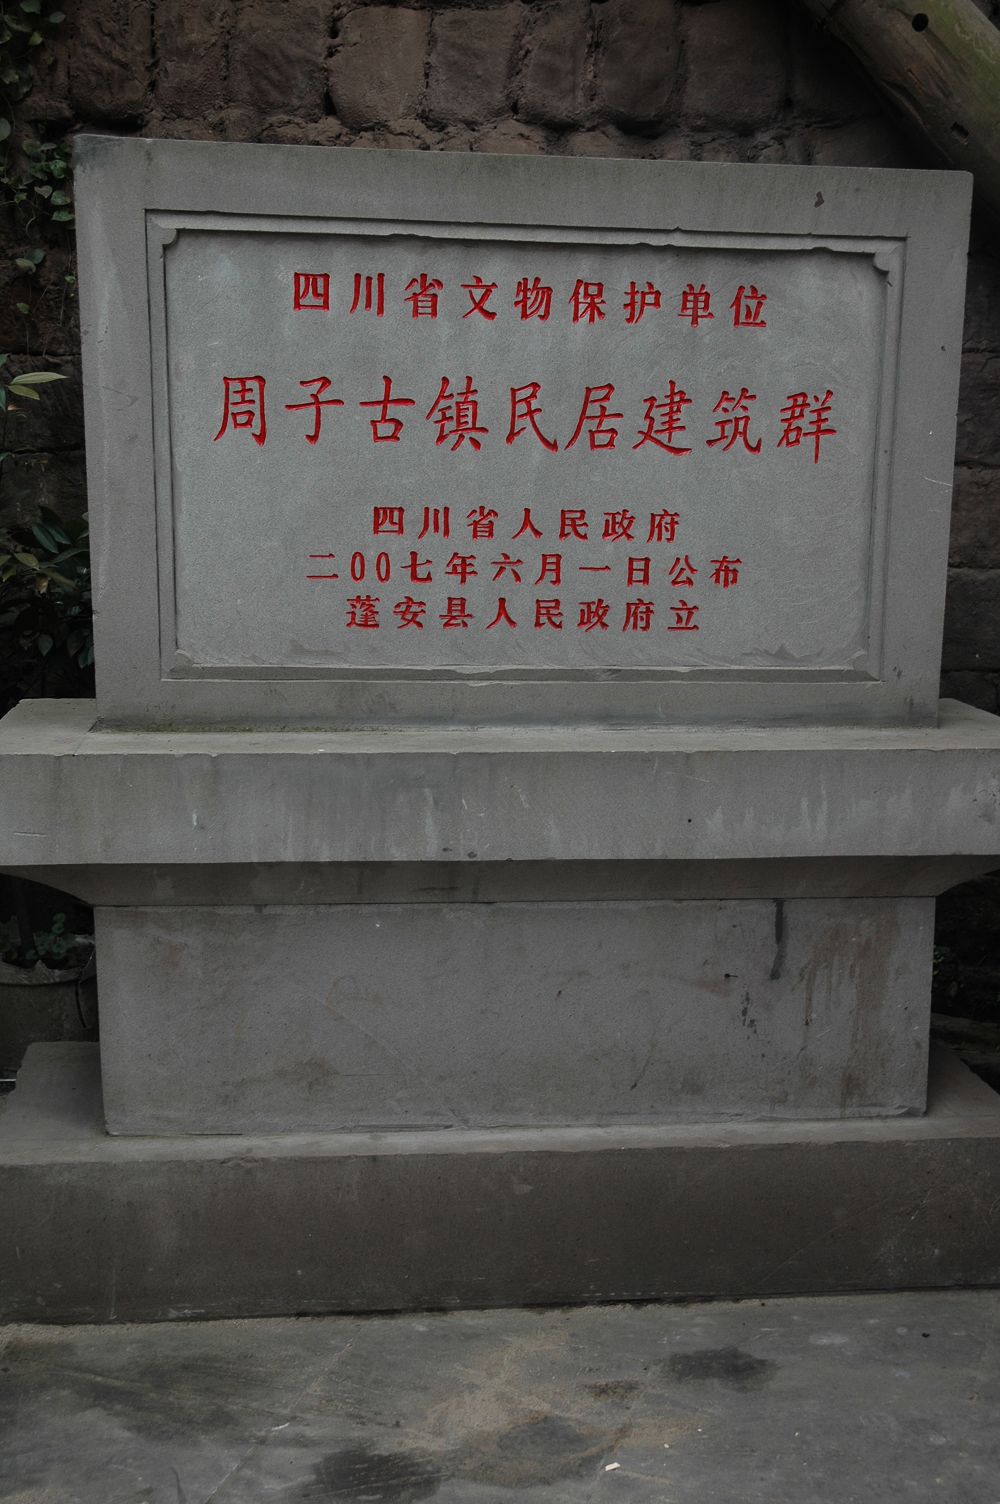 四川省文物保护单位
周子古镇民居建筑群
四川省人民政府
二00七年六月一日公布
蓬安县人民政府立